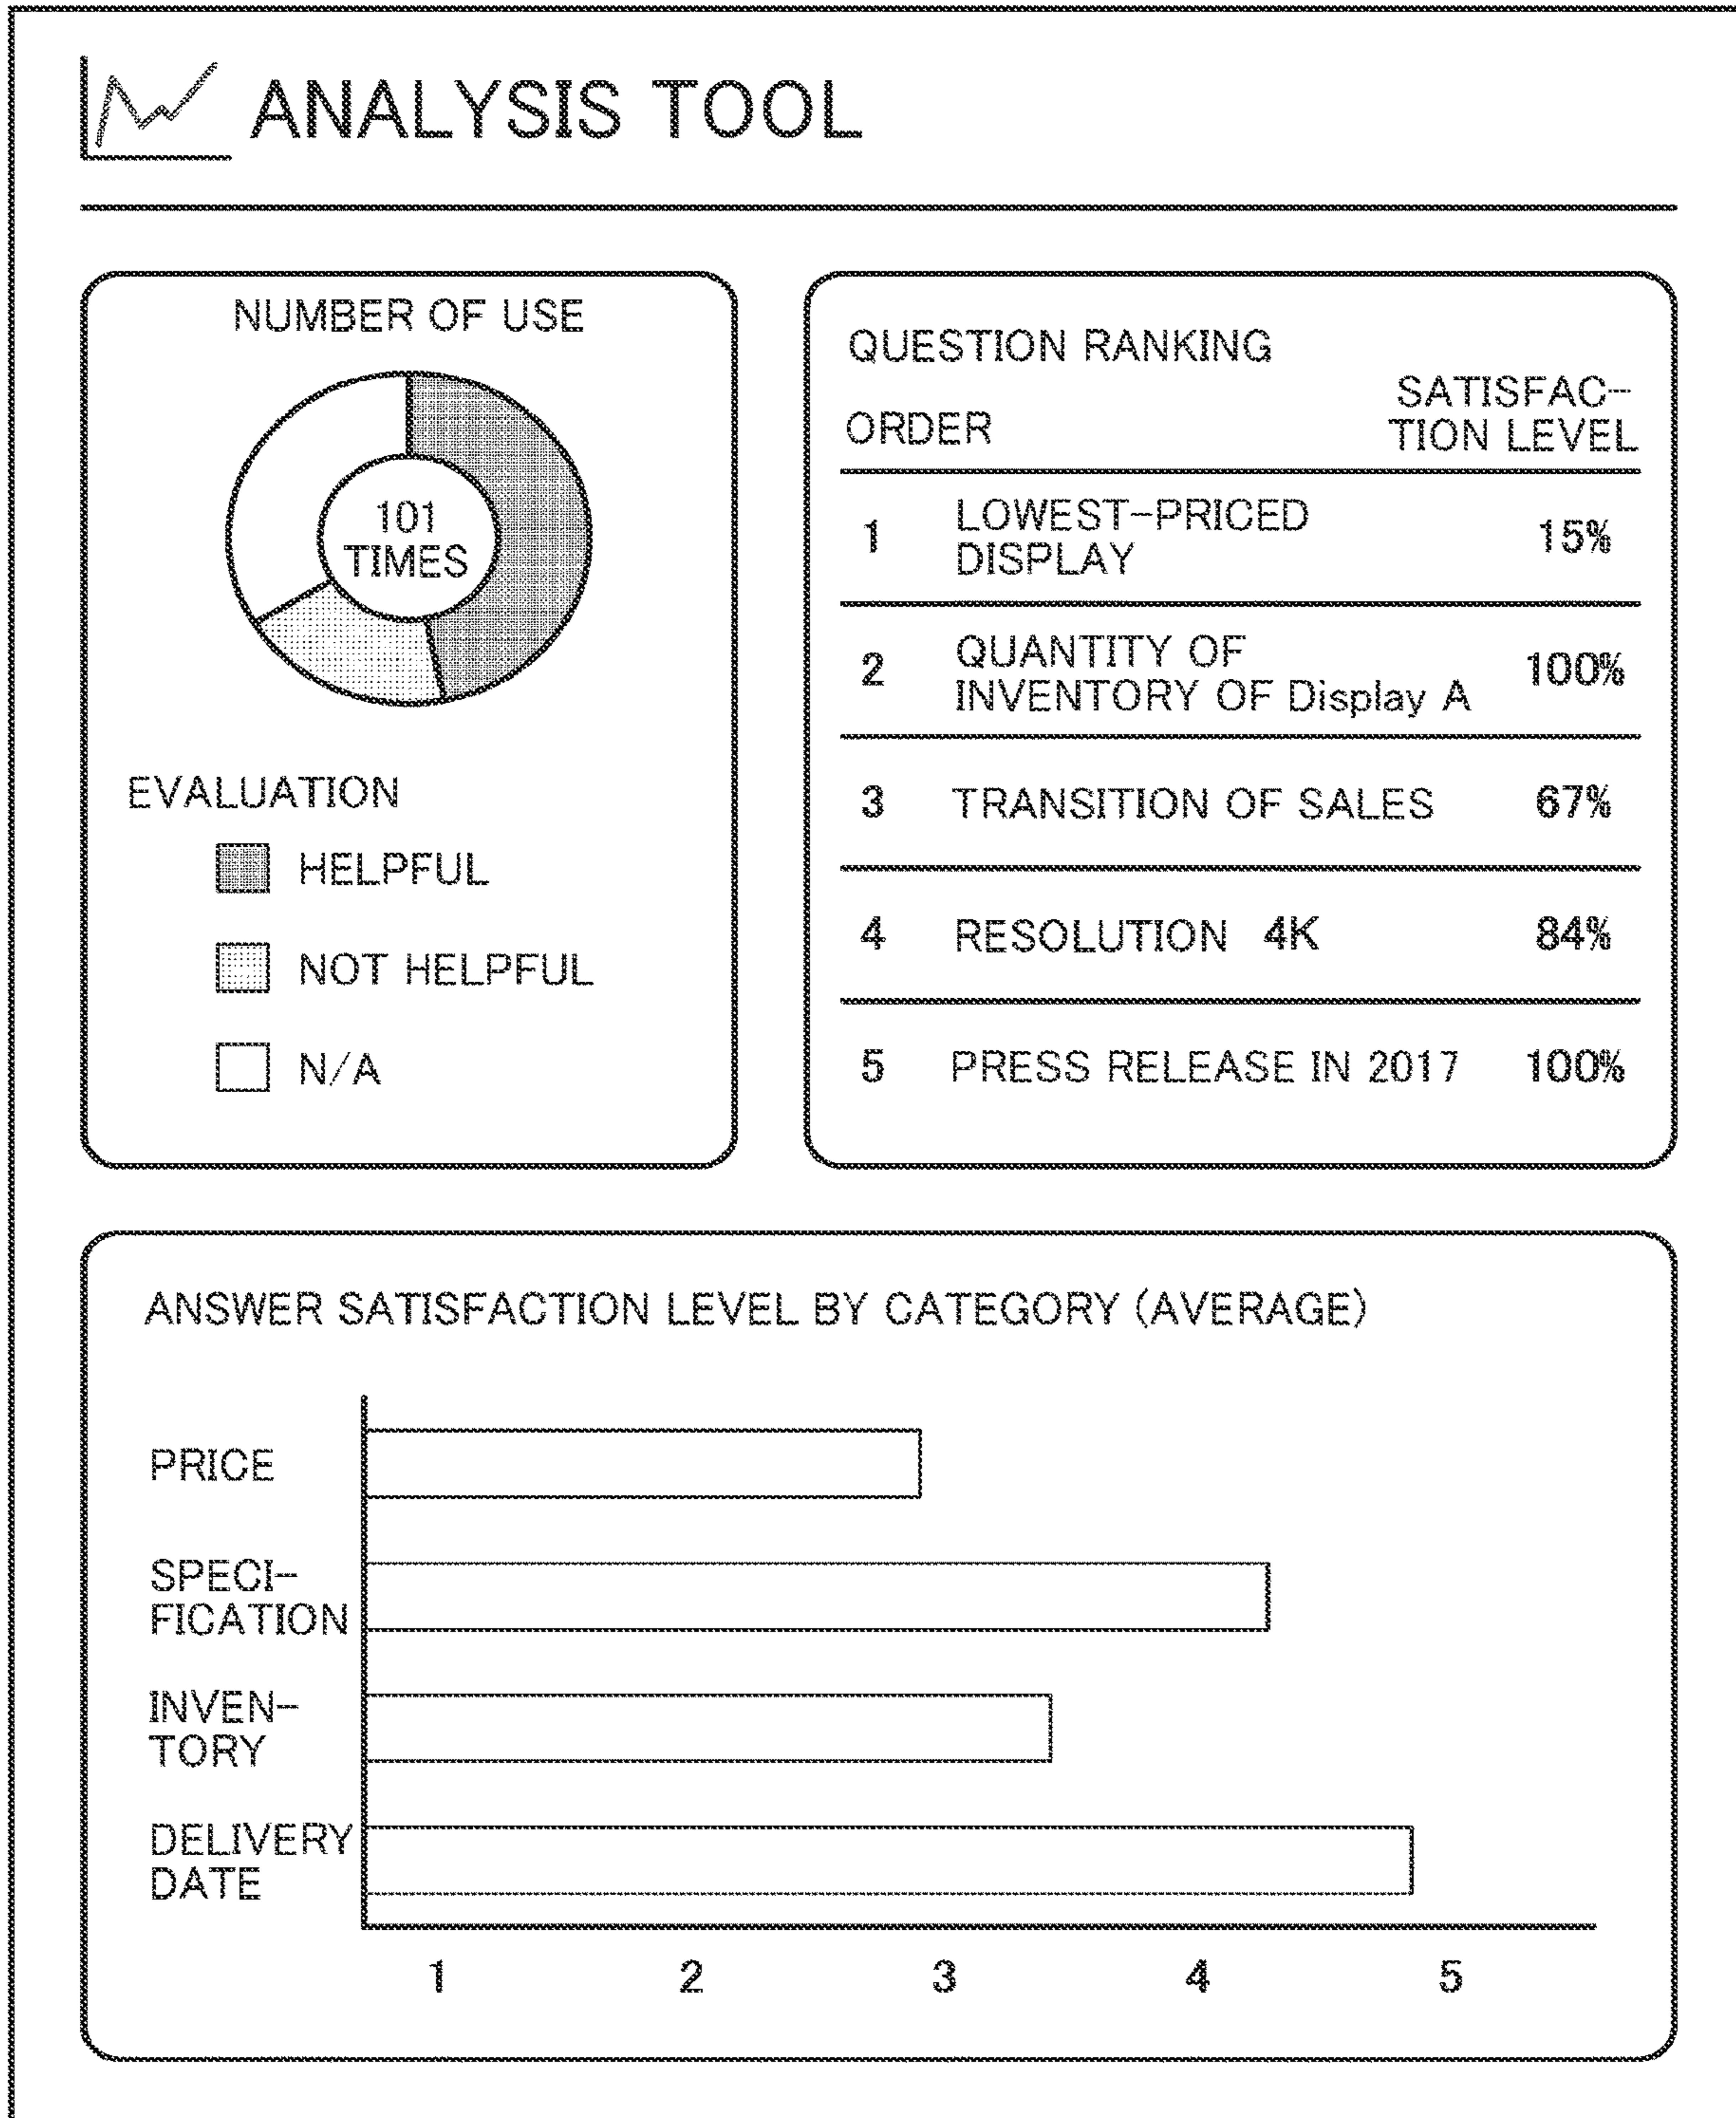 ANALYSIS TOOL
NUMBER OF USE
101
TIMES
EVALUATION
HELPFUL
NOT HELPFUL
N/A
QUESTION RANKING
ORDER
SATISFAC-
TION LEVEL
1 LOWEST-PRICED
DISPLAY 15%
2 QUANTITY OF
INVENTORY OF Display A 100%
3 TRANSITION OF SALES 67%
4 RESOLUTION 4K 84%
5 PRESS RELEASE IN 2017 100%
ANSWER SATISFACTION LEVEL BY CATEGORY (AVERAGE)
PRICE
SPECI-
FICATION
INVEN-
TORY
DELIVERY
DATE
1 2 3 4 5